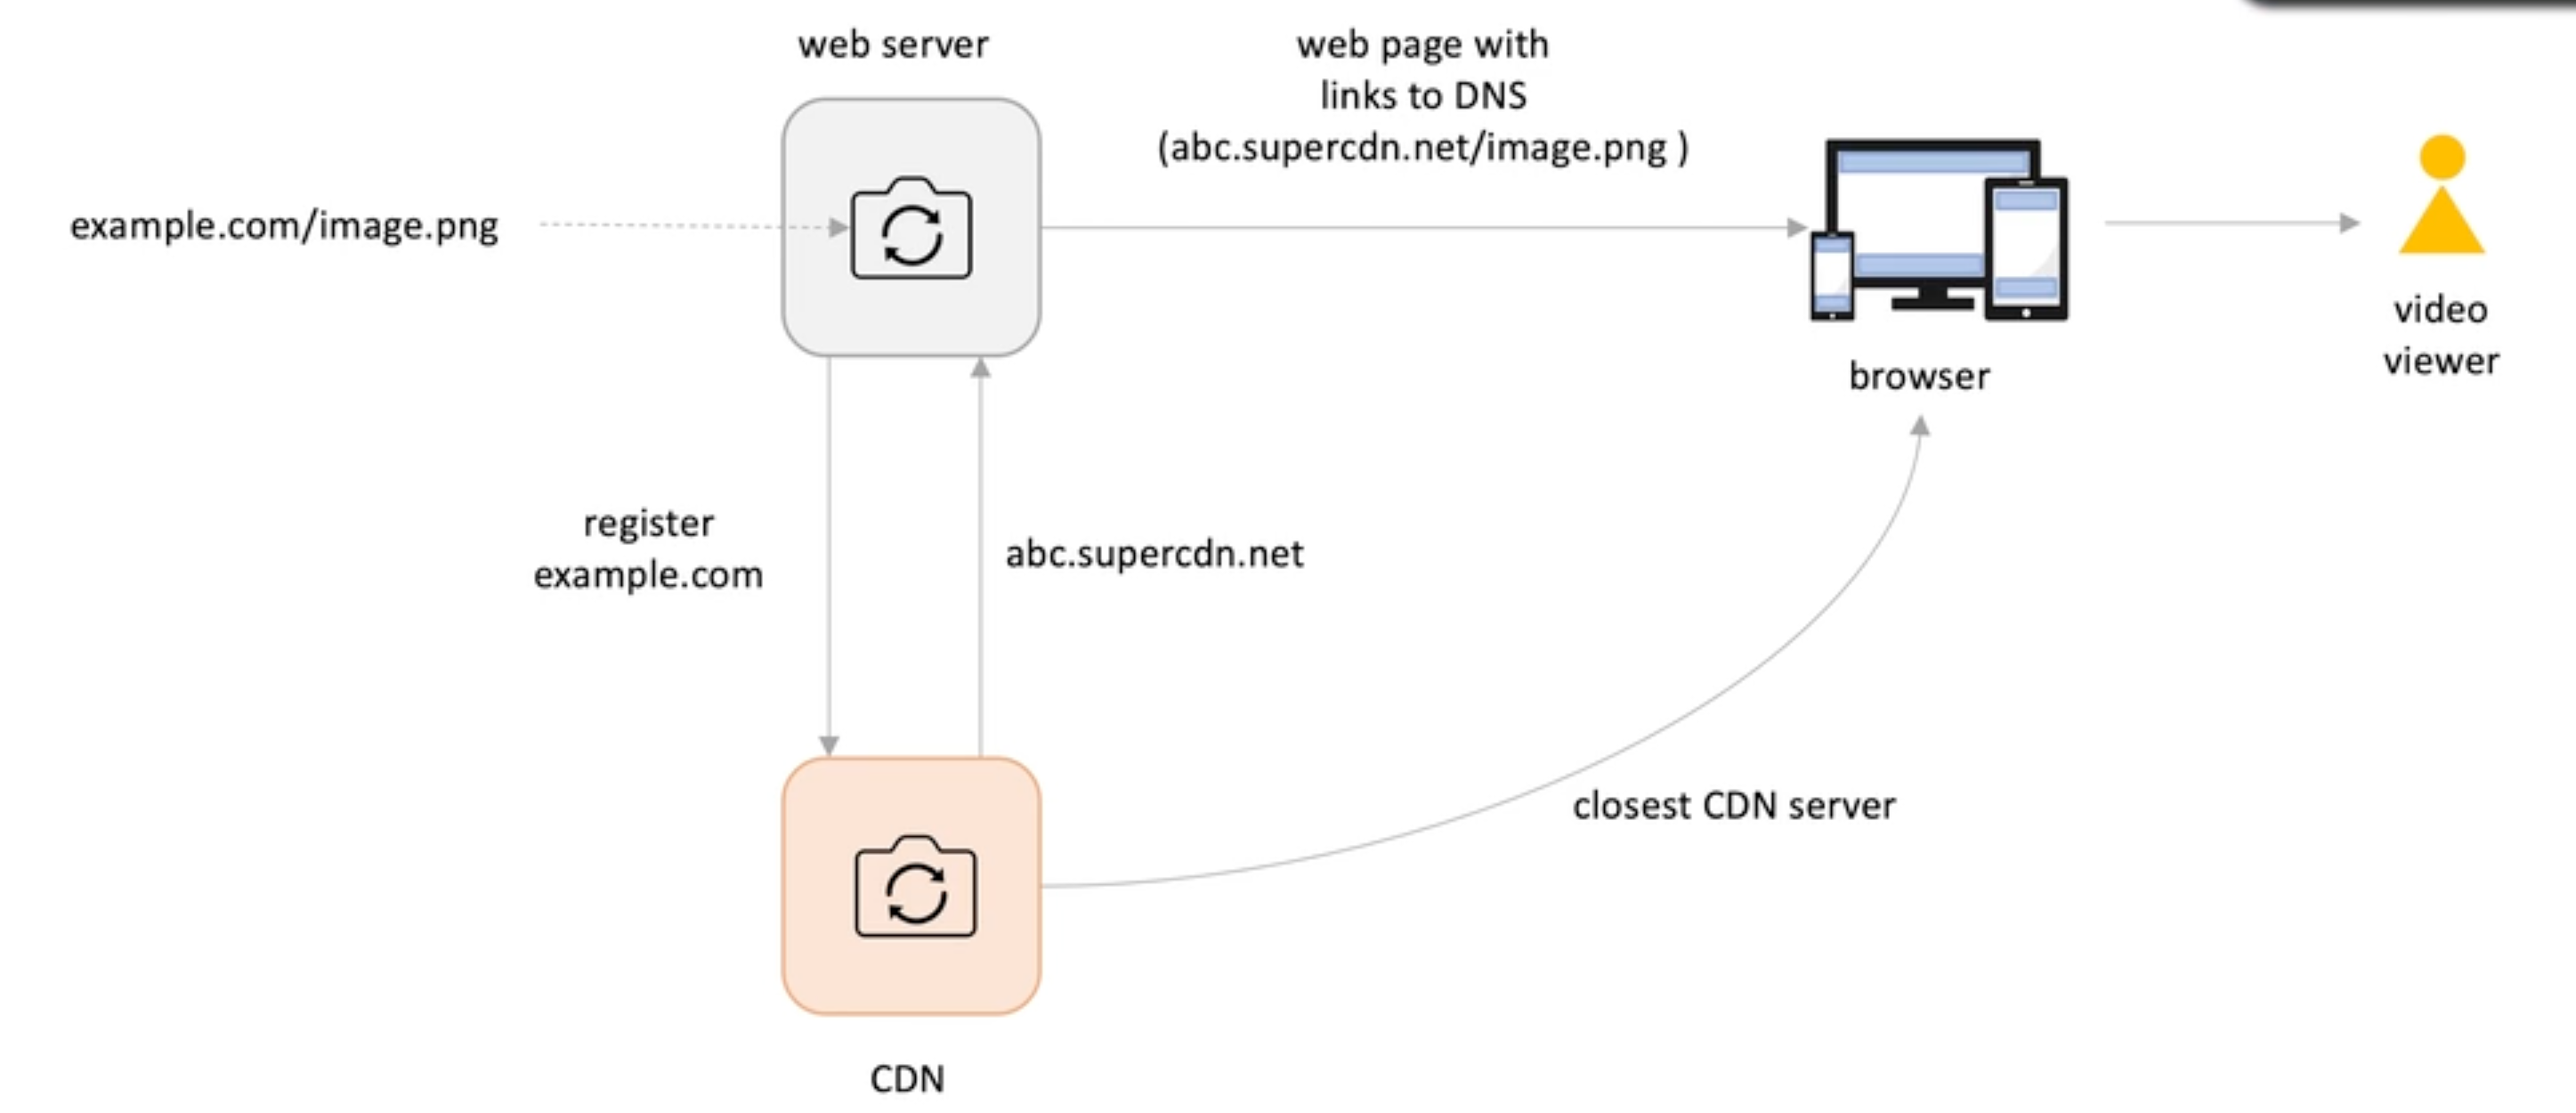 web server
web page with
links to DNS
(abc.supercdn.net/image.png )
example.com/image.png
video
viewer
browser
register
example.com
abc.supercdn.net
closest CDN server
CDN